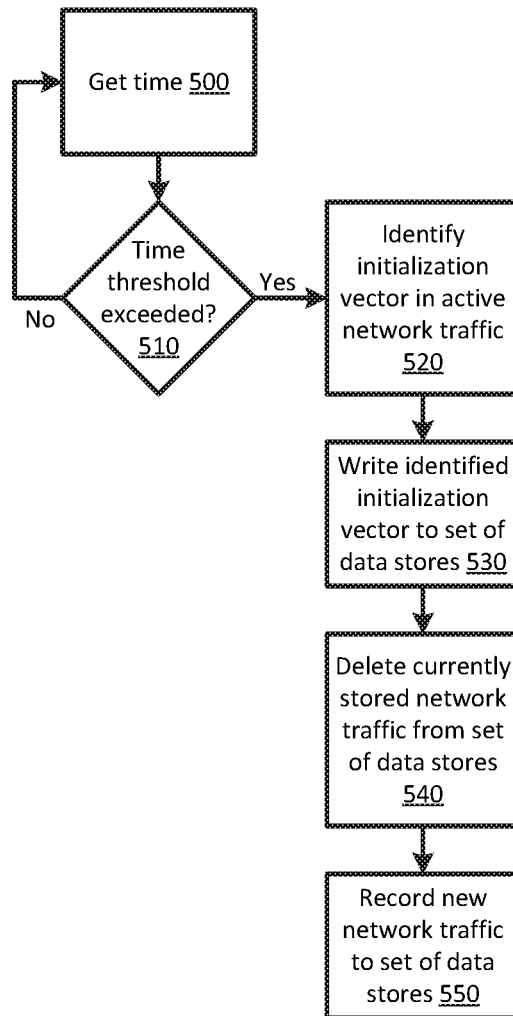 Get time 500
Time
threshold
exceeded?
510
Yes
No
Identify
initialization
vector in active
network traffic
520
Write identified
initialization
vector to set of
data stores 530
Delete currently
stored network
traffic from set
of data stores
540
Record new
network traffic
to set of data
stores 550